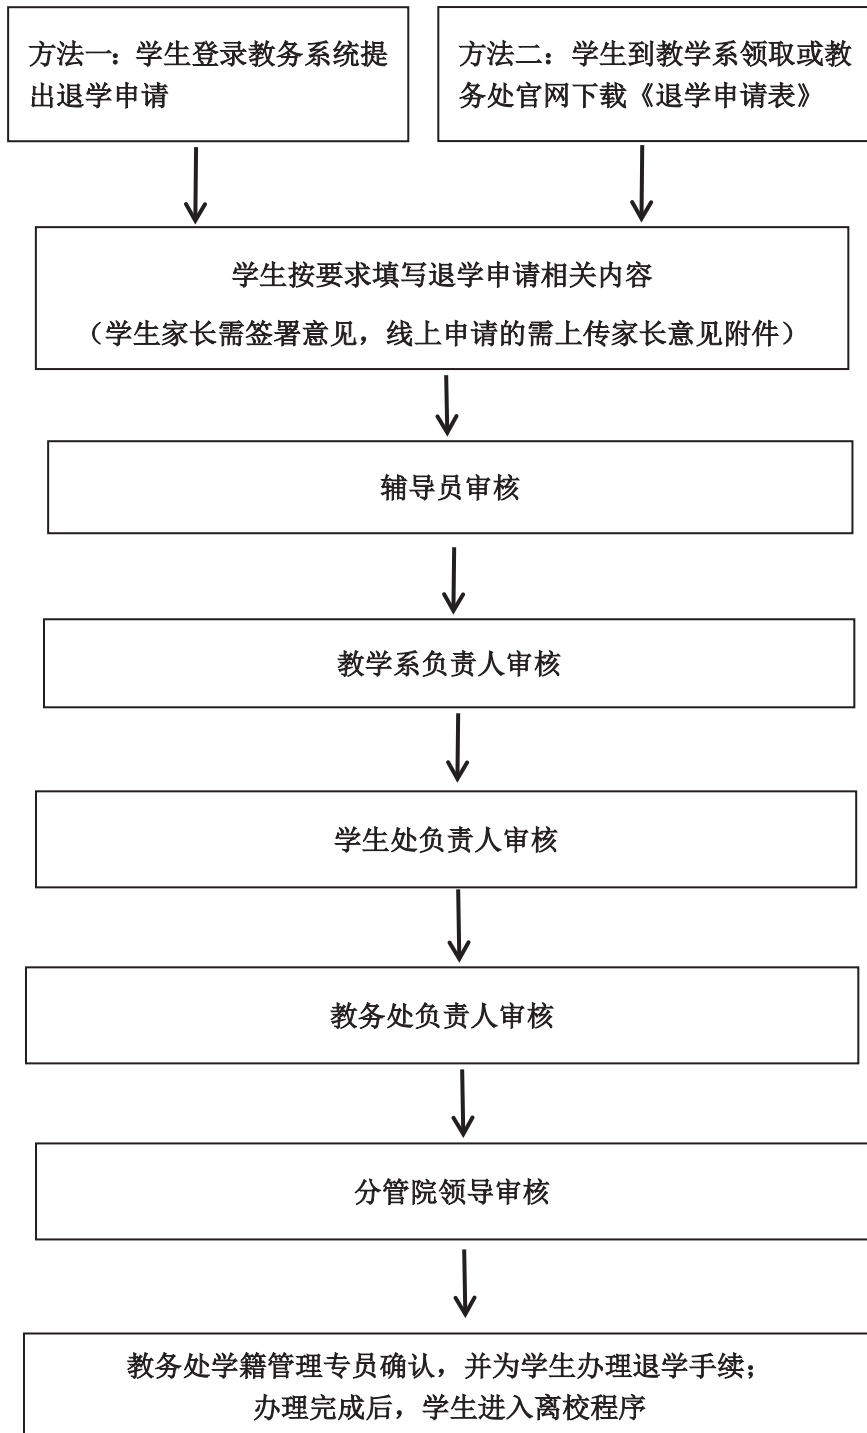 方法一：学生登录教务系统提
出退学申请
方法二：学生到教学系领取或教
务处官网下载《退学申请表》
学生按要求填写退学申请相关内容
（学生家长需签署意见，线上申请的需上传家长意见附件）
辅导员审核
教学系负责人审核
学生处负责人审核
教务处负责人审核
分管院领导审核
教务处学籍管理专员确认，并为学生办理退学手续；
办理完成后，学生进入离校程序